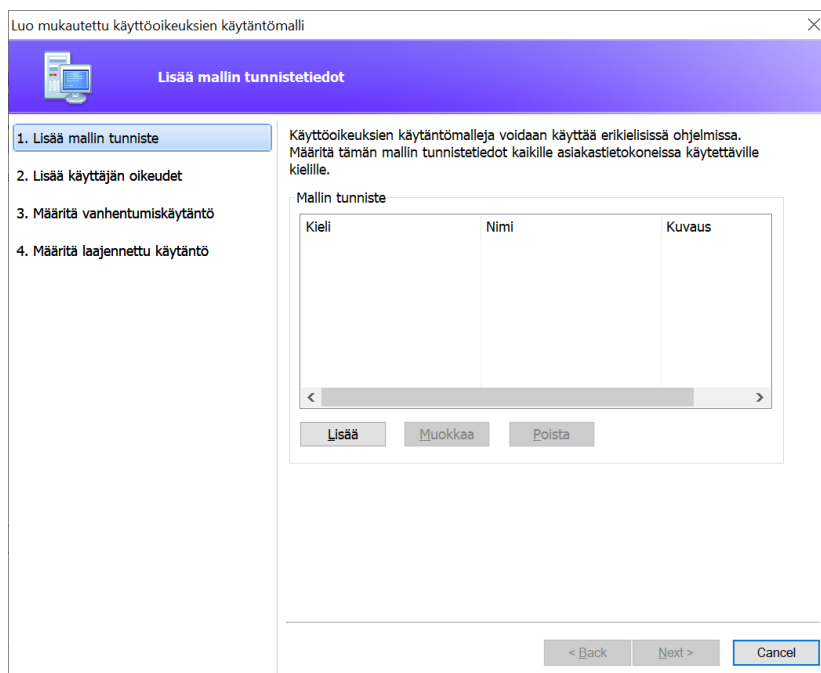 Luo mukautettu käyttöoikeuksien käytäntömalli
Lisää mallin tunnistetiedot
1. Lisää mallin tunniste
2. Lisää käyttäjän oikeudet
3. Määritä vanhentumiskäytäntö
4. Määritä laajennettu käytäntö
Käyttöoikeuksien käytäntömalleja voidaan käyttää erikielisissä ohjelmissa.
Määritä tämän mallin tunnistetiedot kaikille asiakastietokoneissa käytettäville
kielille.
Mallin tunniste
Kieli Nimi Kuvaus
Lisää Muokkaa Poista
< Back Next > Cancel